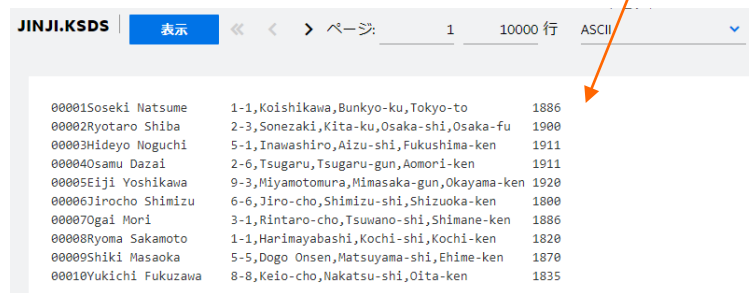 JINJI.KSDS 表示 ページ: 1 10000 行 ASCII
00001Soseki Natsume 1-1,Koishikawa,Bunkyo-ku,Tokyo-to 1886
00002Ryotaro Shiba 2-3,Sonezaki,Kita-ku,Osaka-shi,Osaka-fu 1900
00003Hideyo Noguchi 5-1,Inawashiro,Aizu-shi,Fukushima-ken 1911
00004Osamu Dazai 2-6,Tsugaru,Tsugaru-gun,Aomori-ken 1911
00005Eiji Yoshikawa 9-3,Miyamotomura,Mimasaka-gun,Okayama-ken 1920
00006Jirocho Shimizu 6-6,Jiro-cho,Shimizu-shi,Shizuoka-ken 1800
00007Ogai Mori 3-1,Rintaro-cho,Tsuwano-shi,Shimane-ken 1886
00008Ryoma Sakamoto 1-1,Harimayabashi,Kochi-shi,Kochi-ken 1820
00009Shiki Masaoka 5-5,Dogo Onsen,Matsuyama-shi,Ehime-ken 1870
00010Yukichi Fukuzawa 8-8,Keio-cho,Nakatsu-shi,Oita-ken 1835